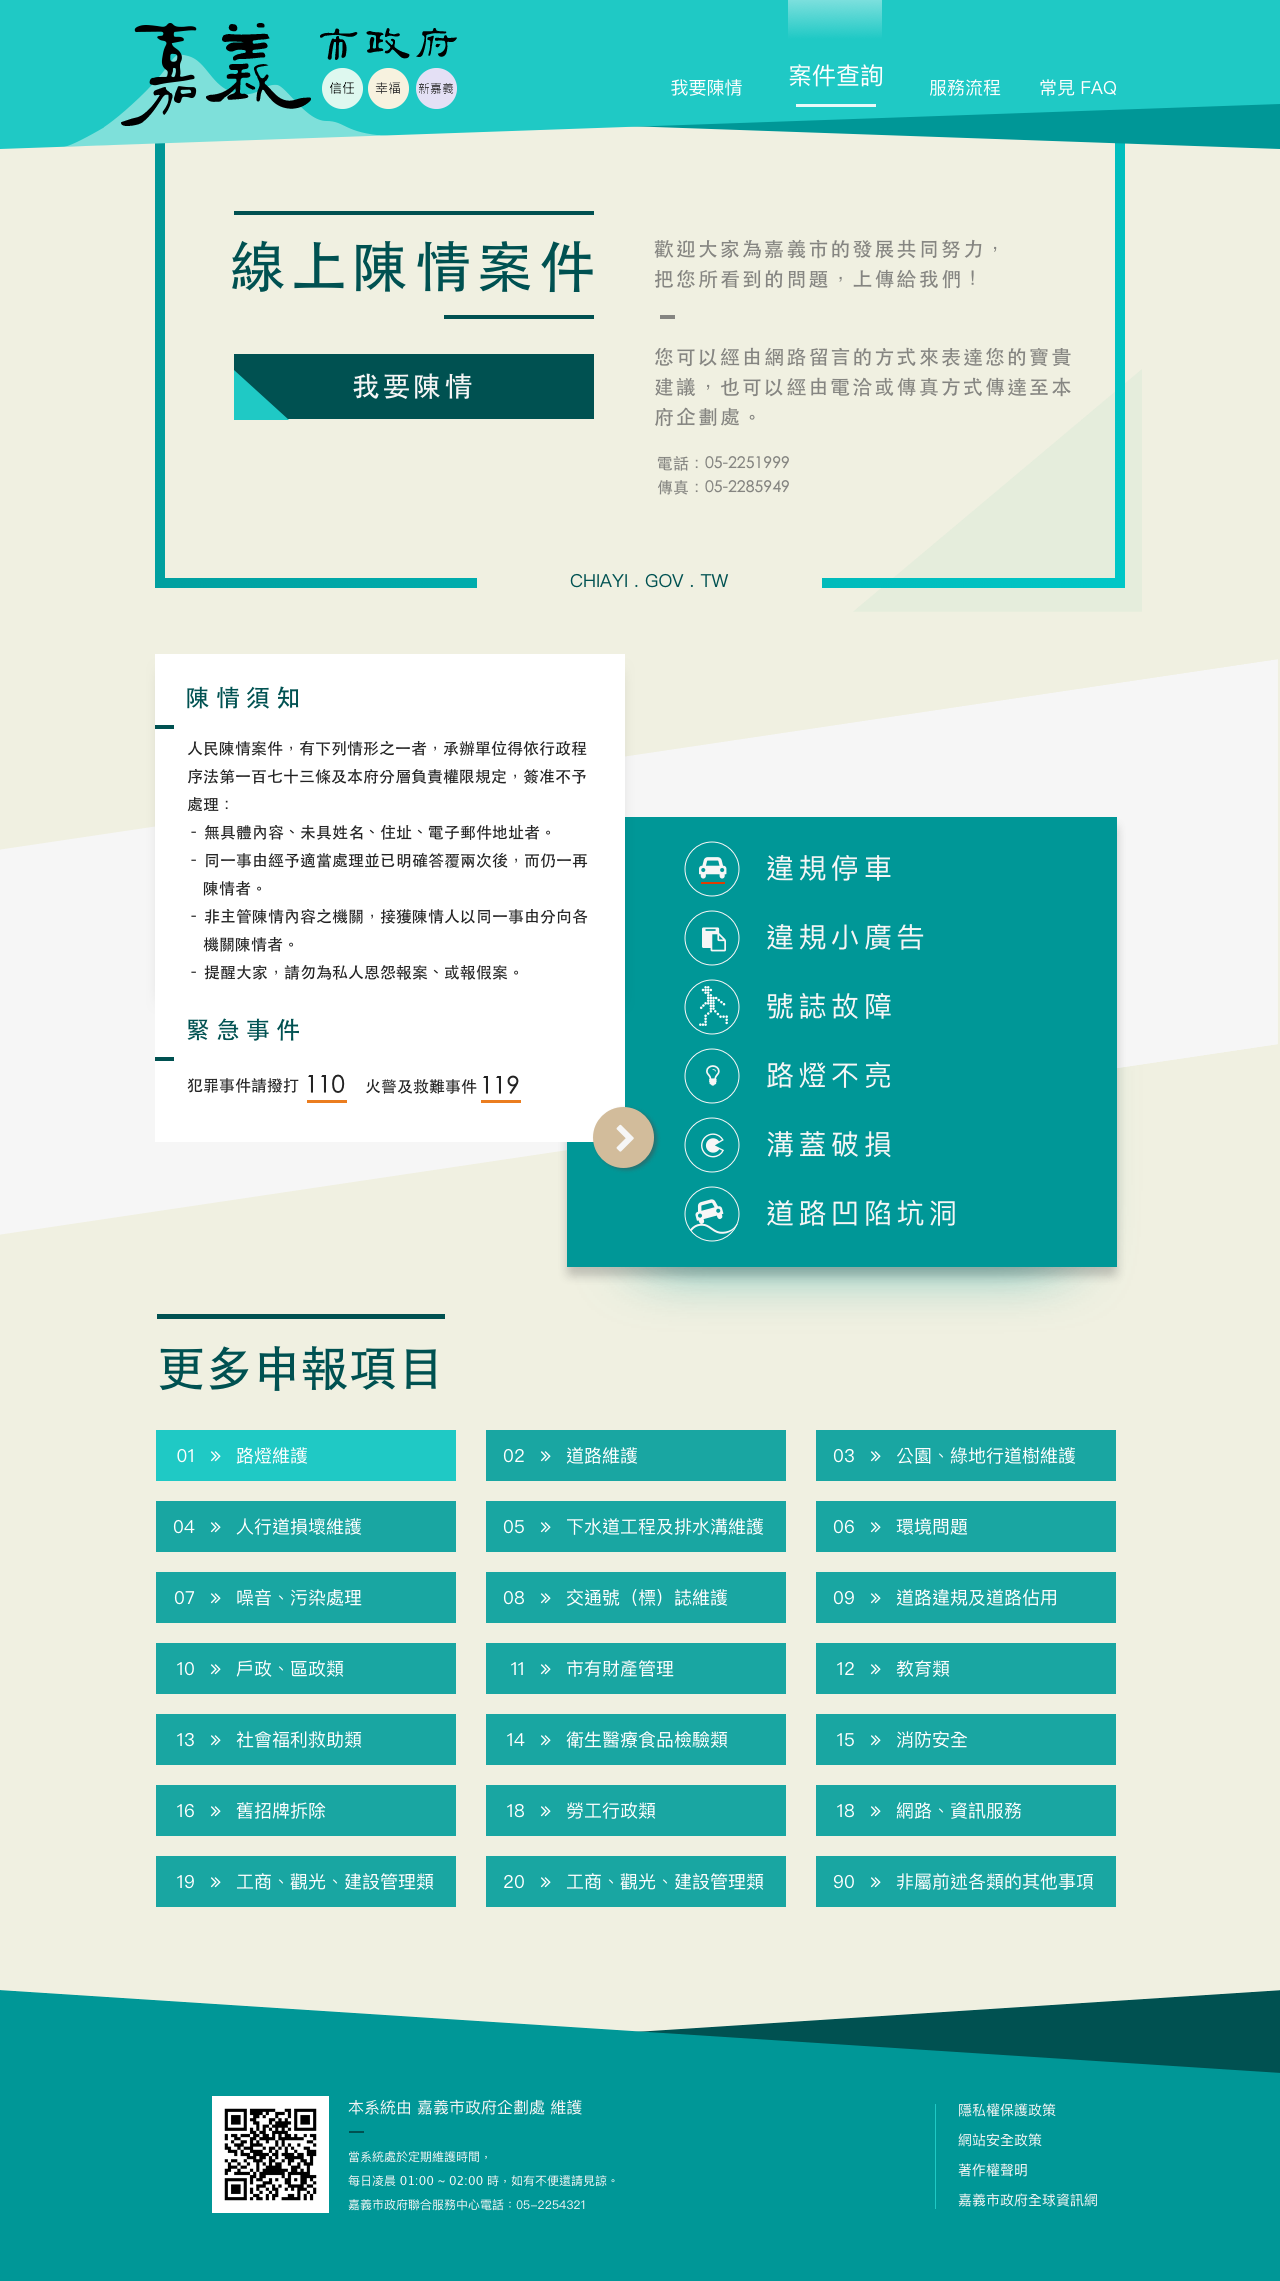 嘉義市政府
信任 幸福 新嘉義
我要陳情 案件查詢 服務流程 常見 FAQ
線上陳情案件
我要陳情
歡迎大家為嘉義市的發展共同努力，
把您所看到的問題，上傳給我們！
您可以經由網路留言的方式來表達您的寶貴
建議，也可以經由電洽或傳真方式傳達至本
府企劃處。
電話：05-2251999
傳真：05-2285949
CHIAYI . GOV . TW
陳情須知
人民陳情案件，有下列情形之一者，承辦單位得依行政程
序法第一百七十三條及本府分層負責權限規定，簽准不予
處理：
- 無具體內容、未具姓名、住址、電子郵件地址者。
- 同一事由經予適當處理並已明確答覆兩次後，而仍一再
陳情者。
- 非主管陳情內容之機關，接獲陳情人以同一事由分向各
機關陳情者。
- 提醒大家，請勿為私人恩怨報案、或報假案。
緊急事件
犯罪事件請撥打 110 火警及救難事件 119
違規停車
違規小廣告
號誌故障
路燈不亮
溝蓋破損
道路凹陷坑洞
更多申報項目
01 » 路燈維護
02 » 道路維護
03 » 公園、綠地行道樹維護
04 » 人行道損壞維護
05 » 下水道工程及排水溝維護
06 » 環境問題
07 » 噪音、污染處理
08 » 交通號（標）誌維護
09 » 道路違規及道路佔用
10 » 戶政、區政類
11 » 市有財產管理
12 » 教育類
13 » 社會福利救助類
14 » 衛生醫療食品檢驗類
15 » 消防安全
16 » 舊招牌拆除
18 » 勞工行政類
18 » 網路、資訊服務
19 » 工商、觀光、建設管理類
20 » 工商、觀光、建設管理類
90 » 非屬前述各類的其他事項
本系統由 嘉義市政府企劃處 維護
當系統處於定期維護時間，
每日凌晨 01:00 ~ 02:00 時，如有不便還請見諒。
嘉義市政府聯合服務中心電話：05-2254321
隱私權保護政策
網站安全政策
著作權聲明
嘉義市政府全球資訊網